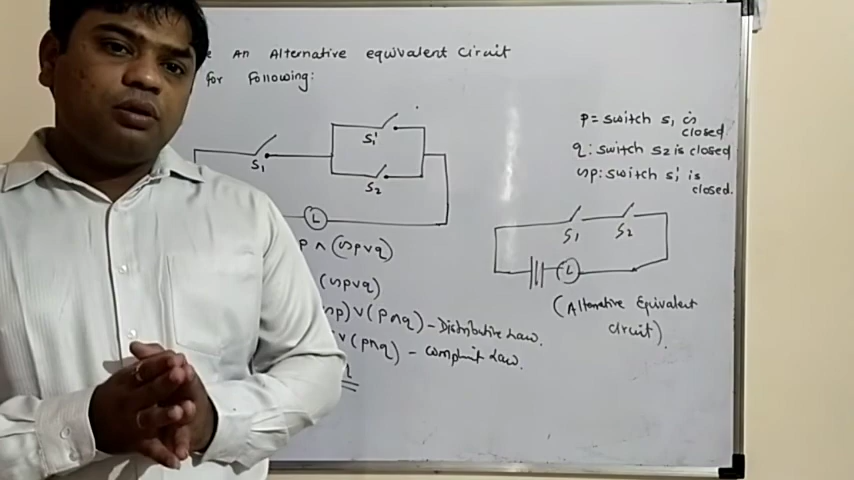 An Alternative equivalent Circuit
for following:
S₁'
S₁
S₂
L
p ∧ (~p∨q)
(~p∨q)
p) ∨ (p∧q) - Distributive Law.
∨ (p∧q) - complint Law.
p = switch s₁ is
closed
q : switch s₂ is closed
~p : switch s₁' is
closed.
S₁ S₂
L
(Alternative Equivalent
circuit).